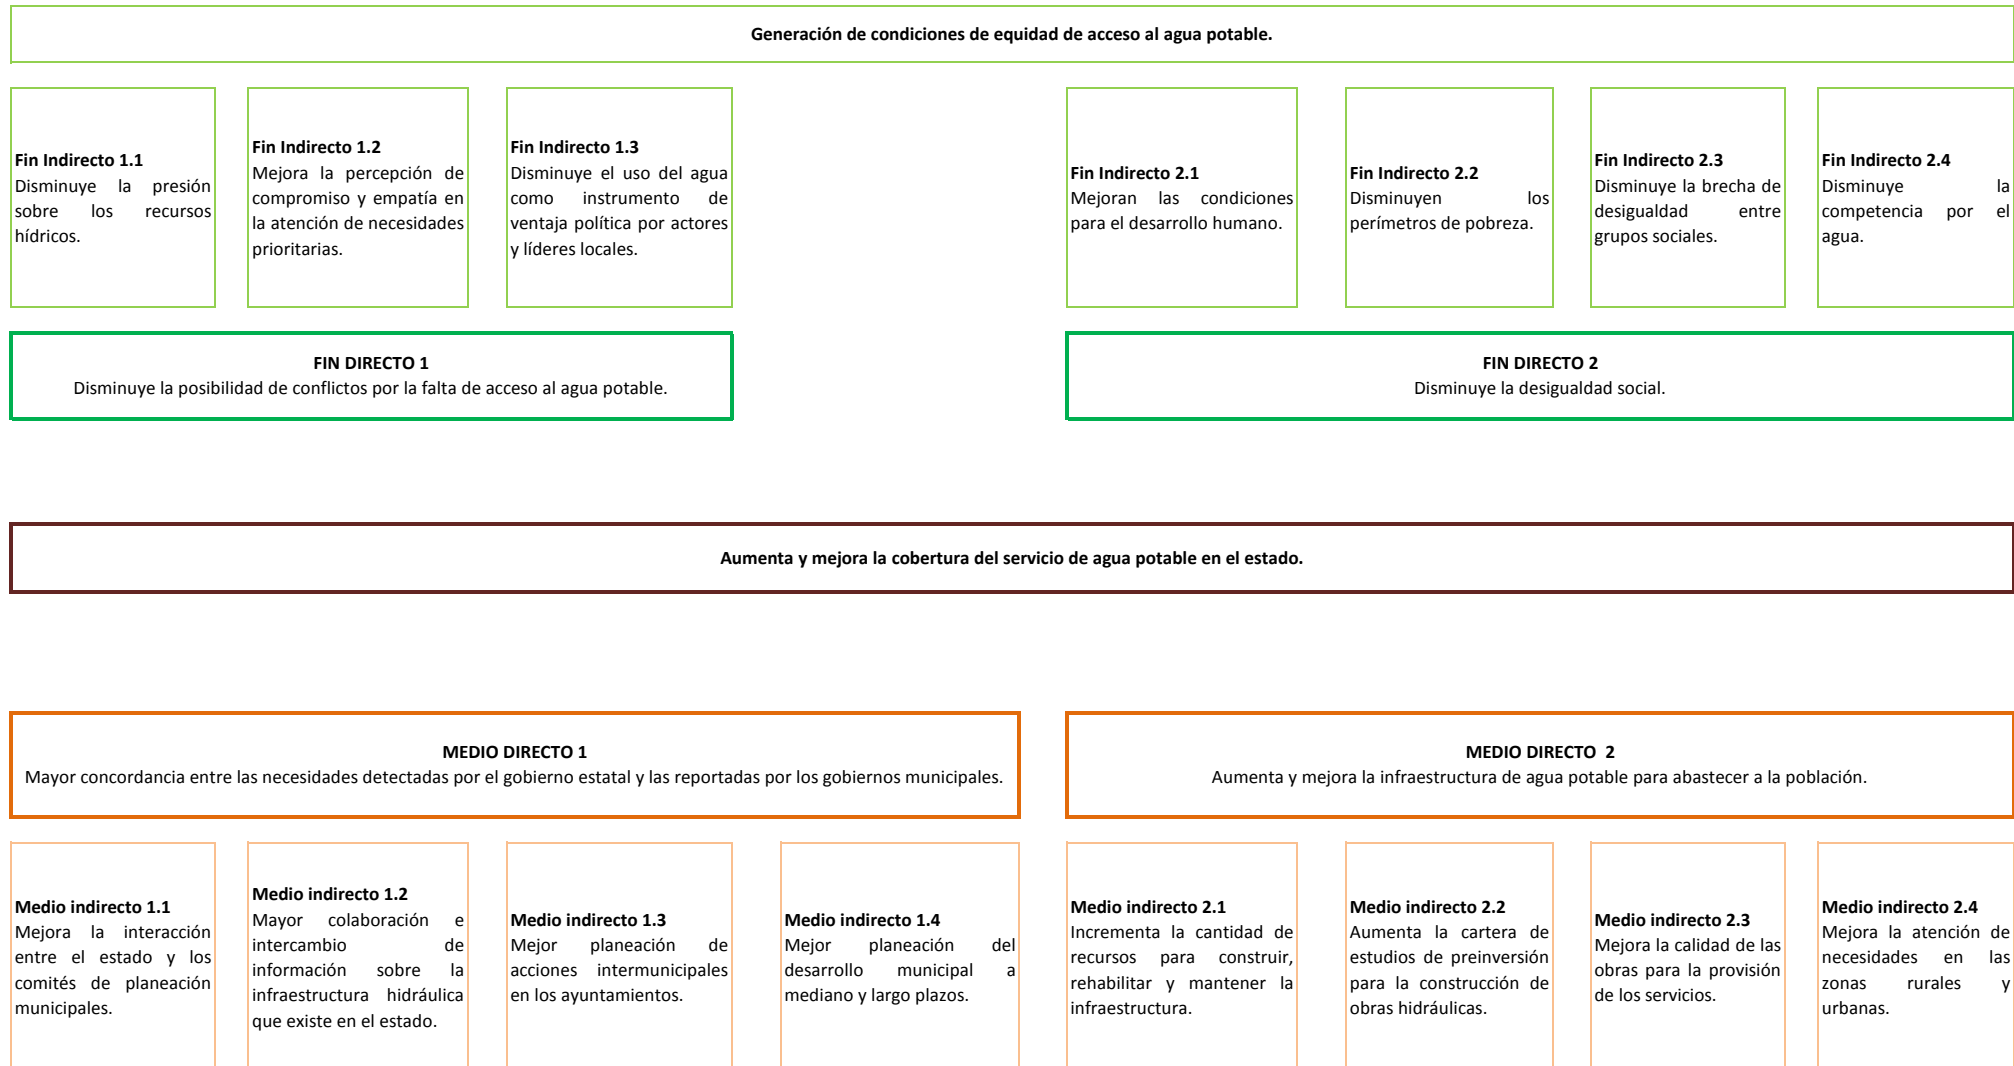 Generación de condiciones de equidad de acceso al agua potable.
Fin Indirecto 1.1
Disminuye la presión
sobre los recursos
hídricos.
Fin Indirecto 1.2
Mejora la percepción de
compromiso y empatía en
la atención de necesidades
prioritarias.
Fin Indirecto 1.3
Disminuye el uso del agua
como instrumento de
ventaja política por actores
y líderes locales.
Fin Indirecto 2.1
Mejoran las condiciones
para el desarrollo humano.
Fin Indirecto 2.2
Disminuyen los
perímetros de pobreza.
Fin Indirecto 2.3
Disminuye la brecha de
desigualdad entre
grupos sociales.
Fin Indirecto 2.4
Disminuye la
competencia por el
agua.
FIN DIRECTO 1
Disminuye la posibilidad de conflictos por la falta de acceso al agua potable.
FIN DIRECTO 2
Disminuye la desigualdad social.
Aumenta y mejora la cobertura del servicio de agua potable en el estado.
MEDIO DIRECTO 1
Mayor concordancia entre las necesidades detectadas por el gobierno estatal y las reportadas por los gobiernos municipales.
MEDIO DIRECTO 2
Aumenta y mejora la infraestructura de agua potable para abastecer a la población.
Medio indirecto 1.1
Mejora la interacción
entre el estado y los
comités de planeación
municipales.
Medio indirecto 1.2
Mayor colaboración e
intercambio de
información sobre la
infraestructura hidráulica
que existe en el estado.
Medio indirecto 1.3
Mejor planeación de
acciones intermunicipales
en los ayuntamientos.
Medio indirecto 1.4
Mejor planeación del
desarrollo municipal a
mediano y largo plazos.
Medio indirecto 2.1
Incrementa la cantidad de
recursos para construir,
rehabilitar y mantener la
infraestructura.
Medio indirecto 2.2
Aumenta la cartera de
estudios de preinversión
para la construcción de
obras hidráulicas.
Medio indirecto 2.3
Mejora la calidad de las
obras para la provisión
de los servicios.
Medio indirecto 2.4
Mejora la atención de
necesidades en las
zonas rurales y
urbanas.